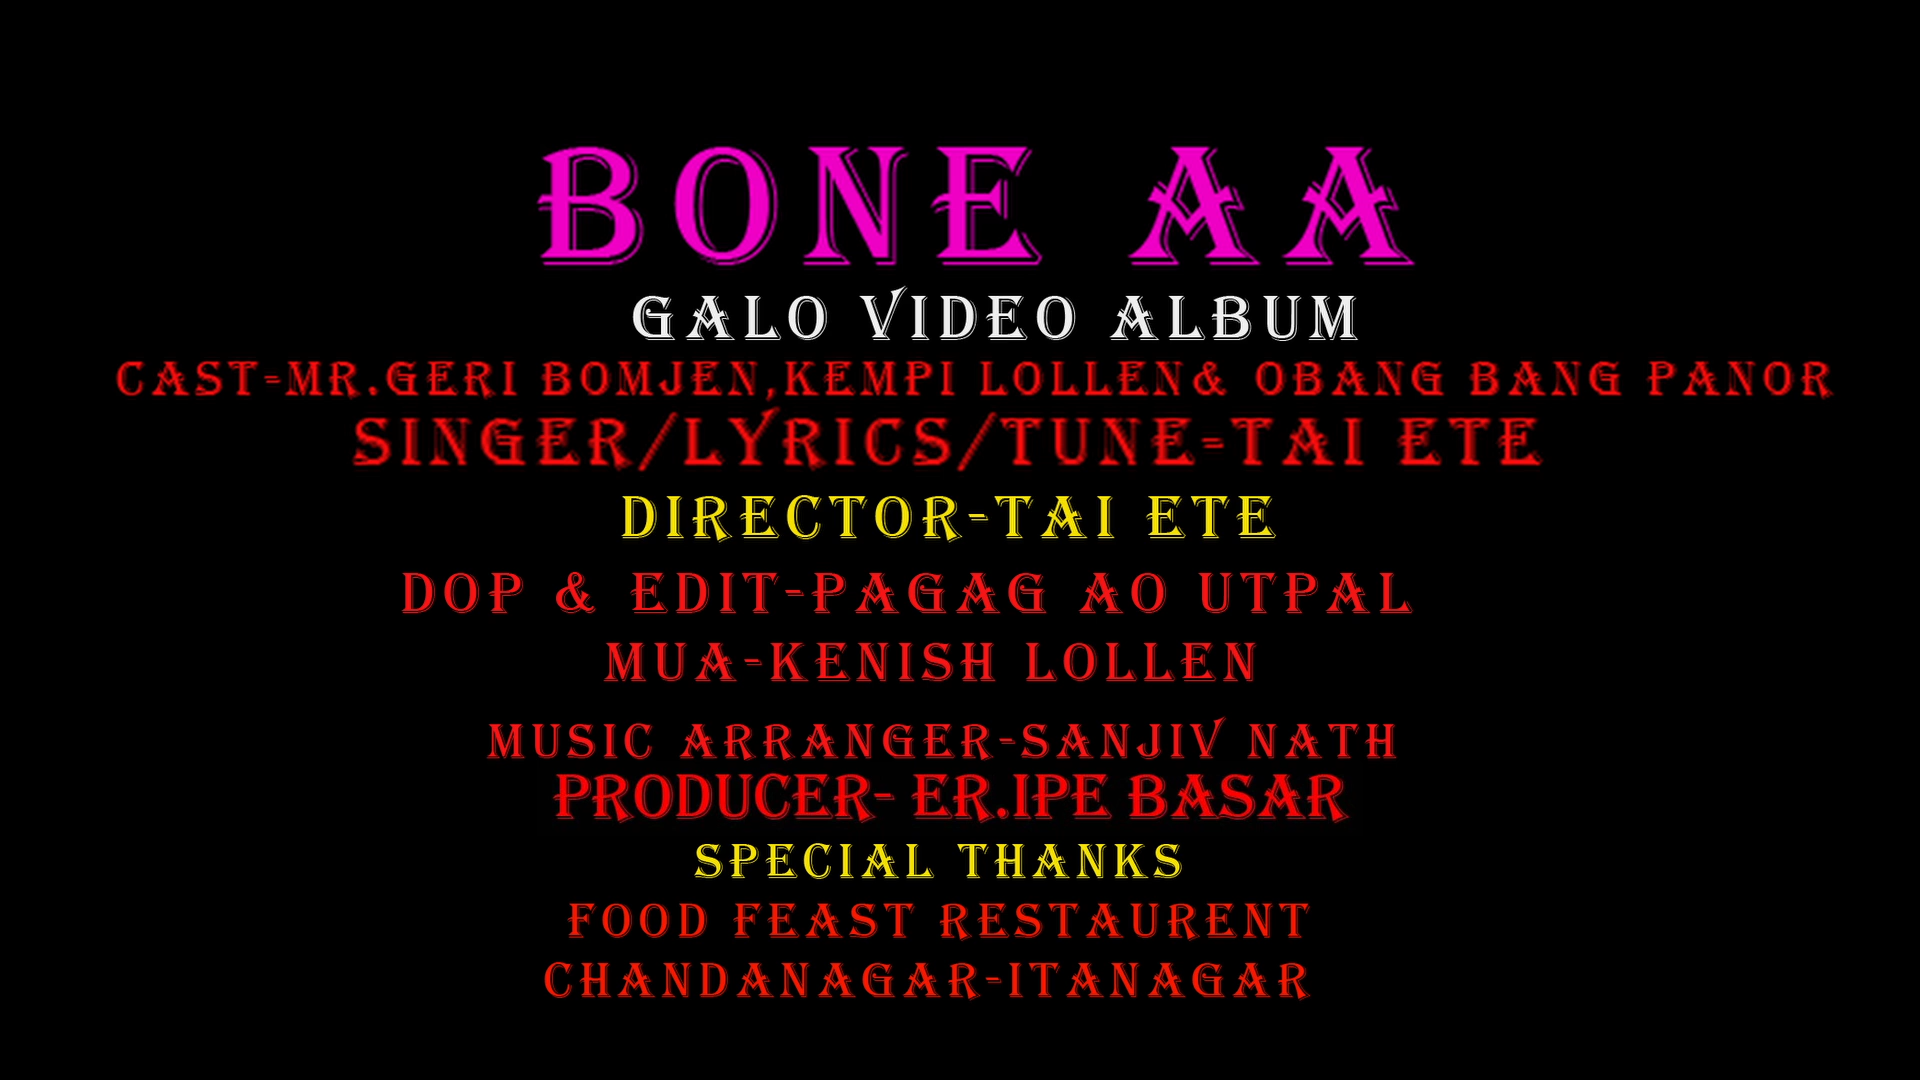 BONE AA
GALO VIDEO ALBUM
CAST-MR.GERI BOMJEN,KEMPI LOLLEN& OBANG BANG PANOR
SINGER/LYRICS/TUNE-TAI ETE
DIRECTOR-TAI ETE
DOP & EDIT-PAGAG AO UTPAL
MUA-KENISH LOLLEN
MUSIC ARRANGER-SANJIV NATH
PRODUCER- ER.IPE BASAR
SPECIAL THANKS
FOOD FEAST RESTAURENT
CHANDANAGAR-ITANAGAR